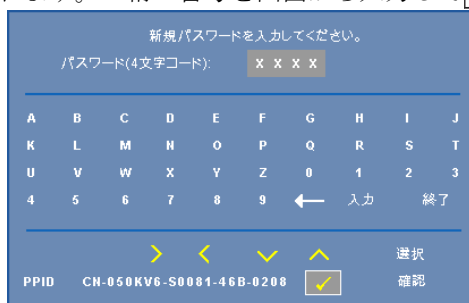 新規パスワードを入力してください。
パスワード(4文字コード): X X X X
A B C D E F G H I J
K L M N O P Q R S T
U V W X Y Z 0 1 2 3
4 5 6 7 8 9 ← 入力 終了
選択
PPID CN-050KV6-S0081-46B-0208 ✓ 確認